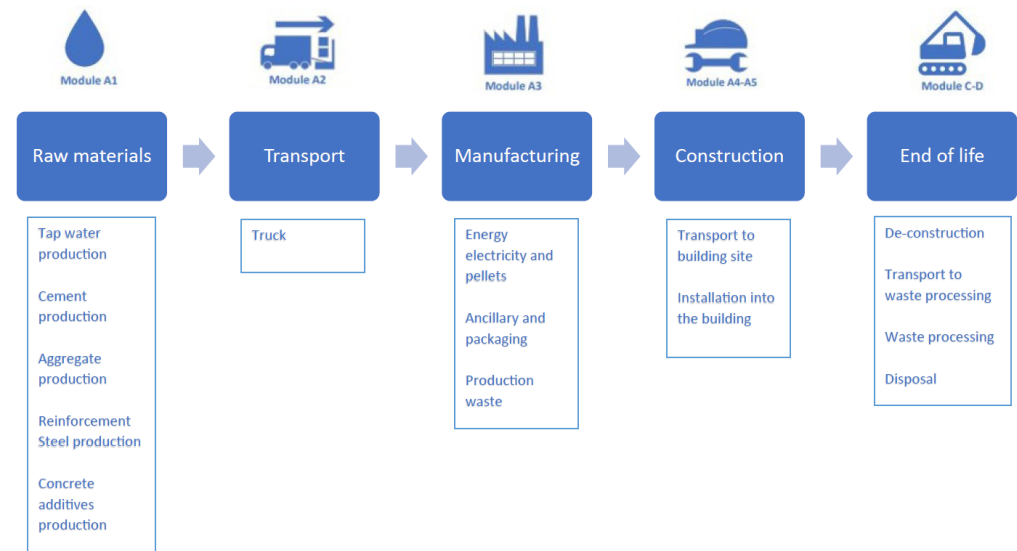 Module A1
Module A2
Module A3
Module A4-A5
Module C-D
Raw materials
Transport
Manufacturing
Construction
End of life
Tap water
production
Cement
production
Aggregate
production
Reinforcement
Steel production
Concrete
additives
production
Truck
Energy
electricity and
pellets
Ancillary and
packaging
Production
waste
Transport to
building site
Installation into
the building
De-construction
Transport to
waste processing
Waste processing
Disposal